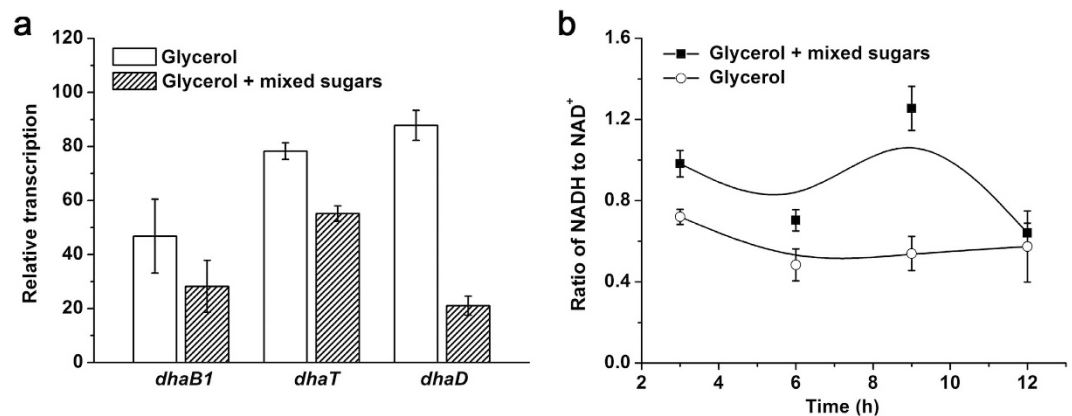 a
120
100
80
60
40
20
0
Relative transcription
Glycerol
Glycerol + mixed sugars
dhaB1 dhaT dhaD
b
1.6
1.2
0.8
0.4
0.0
Ratio of NADH to NAD⁺
Glycerol + mixed sugars
Glycerol
2 4 6 8 10 12
Time (h)